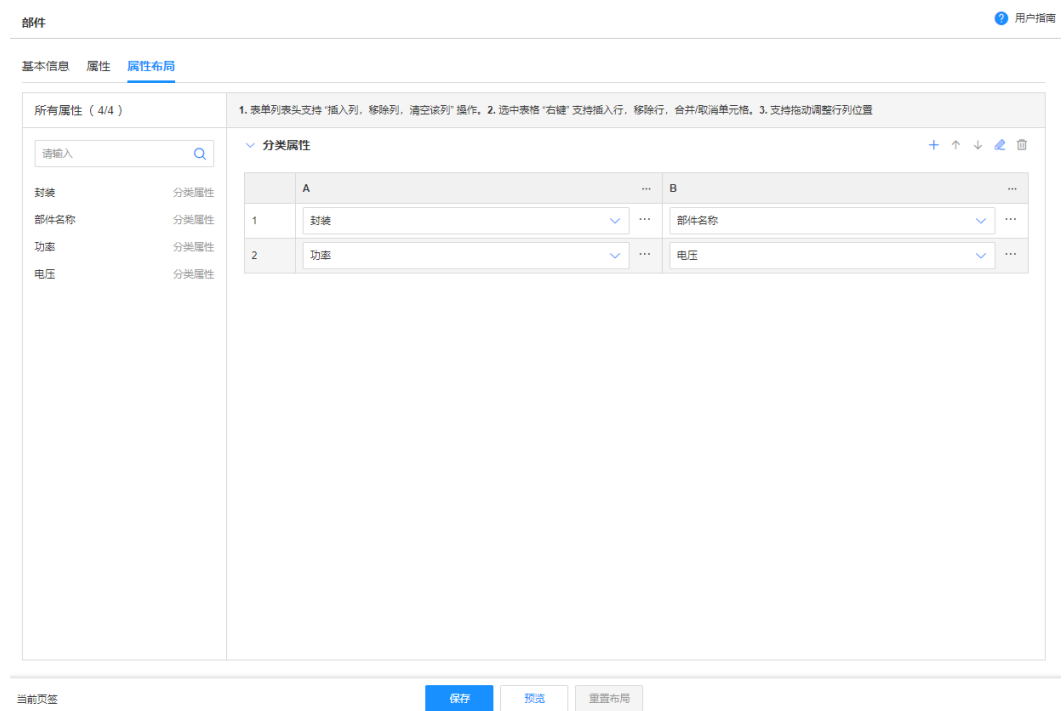 部件
用户指南
基本信息 属性 属性布局
所有属性（ 4/4 ）
1. 表单列表头支持 “插入列，移除列，清空该列” 操作。2. 选中表格 “右键” 支持插入行，移除行，合并/取消单元格。3. 支持拖动调整行列位置
请输入
分类属性
封装 分类属性
部件名称 分类属性
功率 分类属性
电压 分类属性
A ... B ...
1 封装 ... 部件名称 ...
2 功率 ... 电压 ...
当前页签
保存 预览 重置布局